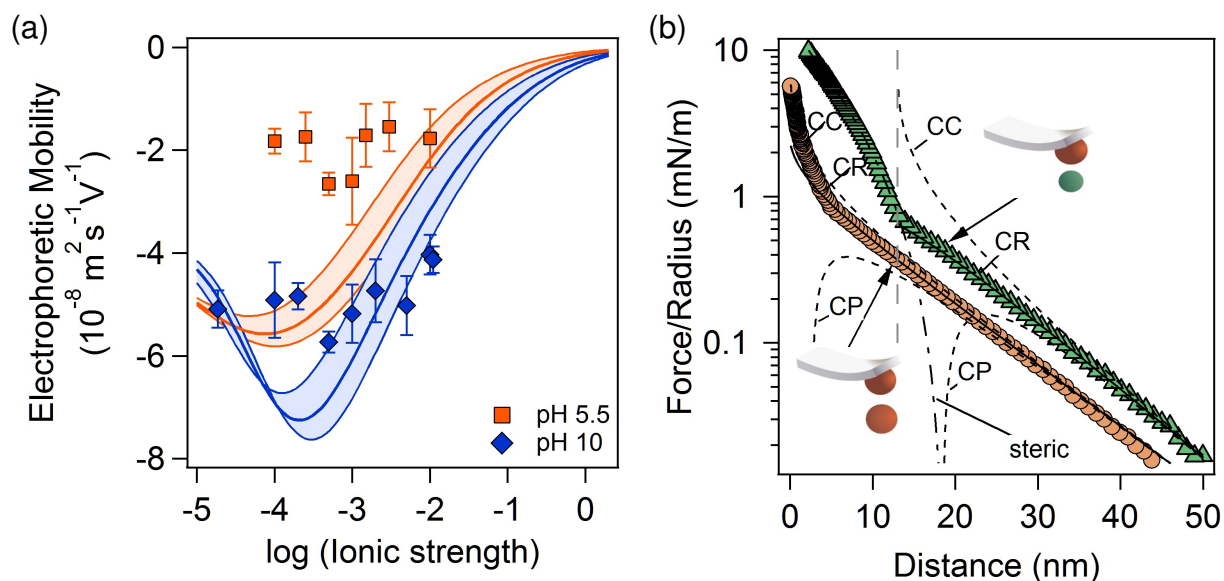 (a)
0
-2
-4
-6
-8
Electrophoretic Mobility
(10⁻⁸ m² s⁻¹V⁻¹)
pH 5.5
pH 10
-5 -4 -3 -2 -1 0
log (Ionic strength)
(b)
10
1
0.1
Force/Radius (mN/m)
CC
CR
CP
CC
CR
CP
steric
0 10 20 30 40 50
Distance (nm)